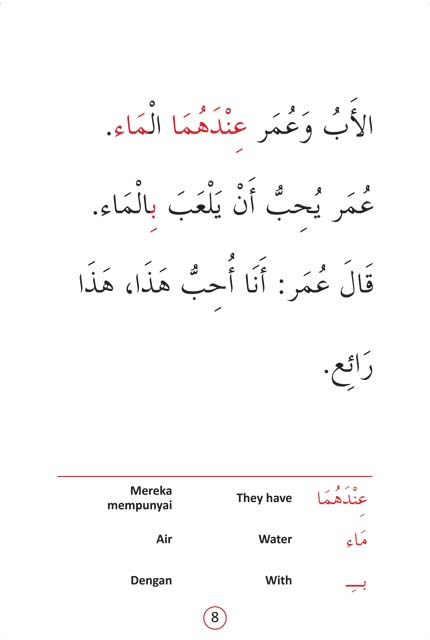 الأَبُ وَعُمَر عِنْدَهُمَا الْمَاء.
عُمَر يُحِبُّ أَنْ يَلْعَبَ بِالْمَاء.
قَالَ عُمَر: أَنَا أُحِبُّ هَذَا، هَذَا
رَائِع.
Mereka mempunyai They have عِنْدَهُمَا
Air Water مَاء
Dengan With بِـ
8